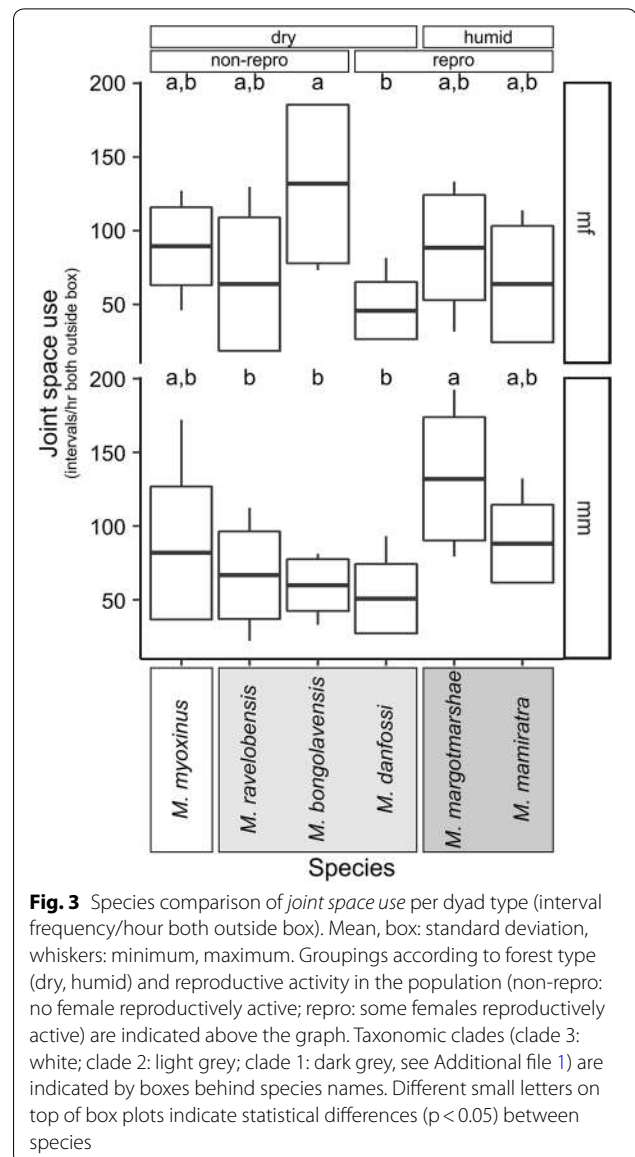 dry humid
non-repro repro
200 a,b a,b a b a,b a,b
150
100
50
mf
200 a,b b b b a a,b
150
100
50
mm
Joint space use
(intervals/hr both outside box)
M. myoxinus
M. ravelobensis
M. bongolavensis
M. danfossi
M. margotmarshae
M. mamiratra
Species
Fig. 3 Species comparison of joint space use per dyad type (interval
frequency/hour both outside box). Mean, box: standard deviation,
whiskers: minimum, maximum. Groupings according to forest type
(dry, humid) and reproductive activity in the population (non-repro:
no female reproductively active; repro: some females reproductively
active) are indicated above the graph. Taxonomic clades (clade 3:
white; clade 2: light grey; clade 1: dark grey, see Additional file 1) are
indicated by boxes behind species names. Different small letters on
top of box plots indicate statistical differences (p < 0.05) between
species